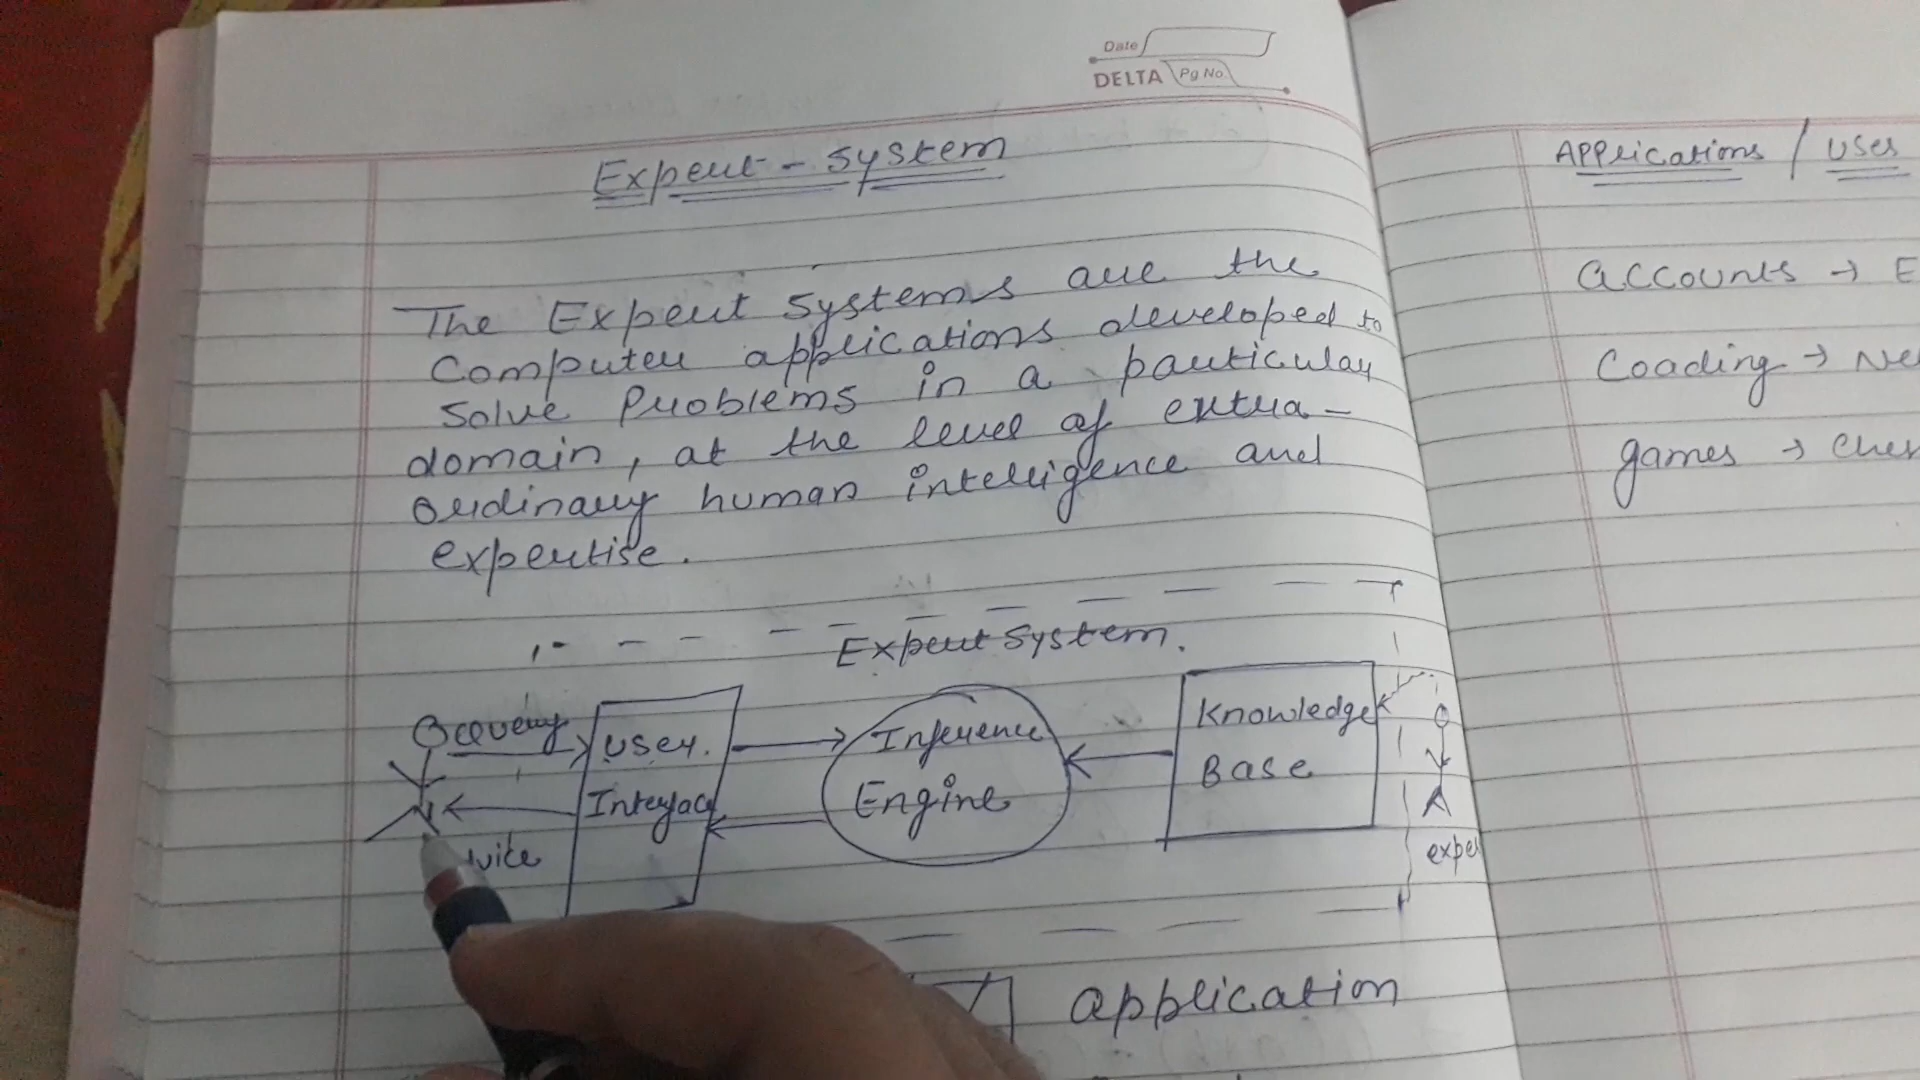 Date
DELTA Pg No.
Expert - System
The Expert Systems are the
Computer applications developed to
Solve Problems in a particular
domain, at the level of extra-
ordinary human intelligence and
expertise.
Expert System.
query
User.
Interface
Inference
Engine
Knowledge
Base
application
APPlications / Uses
accounts →
Coading →
games →